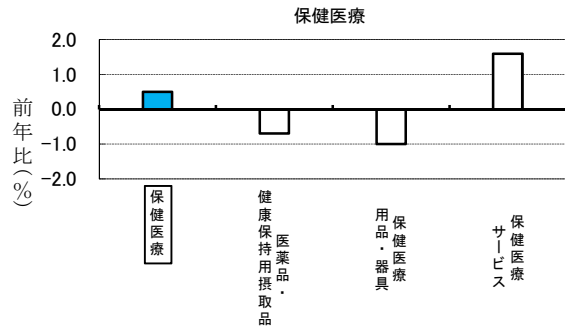 保健医療
2.0
1.0
0.0
−1.0
−2.0
前年比(%)
保健医療
医薬品・
健康保持用摂取品
保健医療
用品・器具
保健医療
サービス